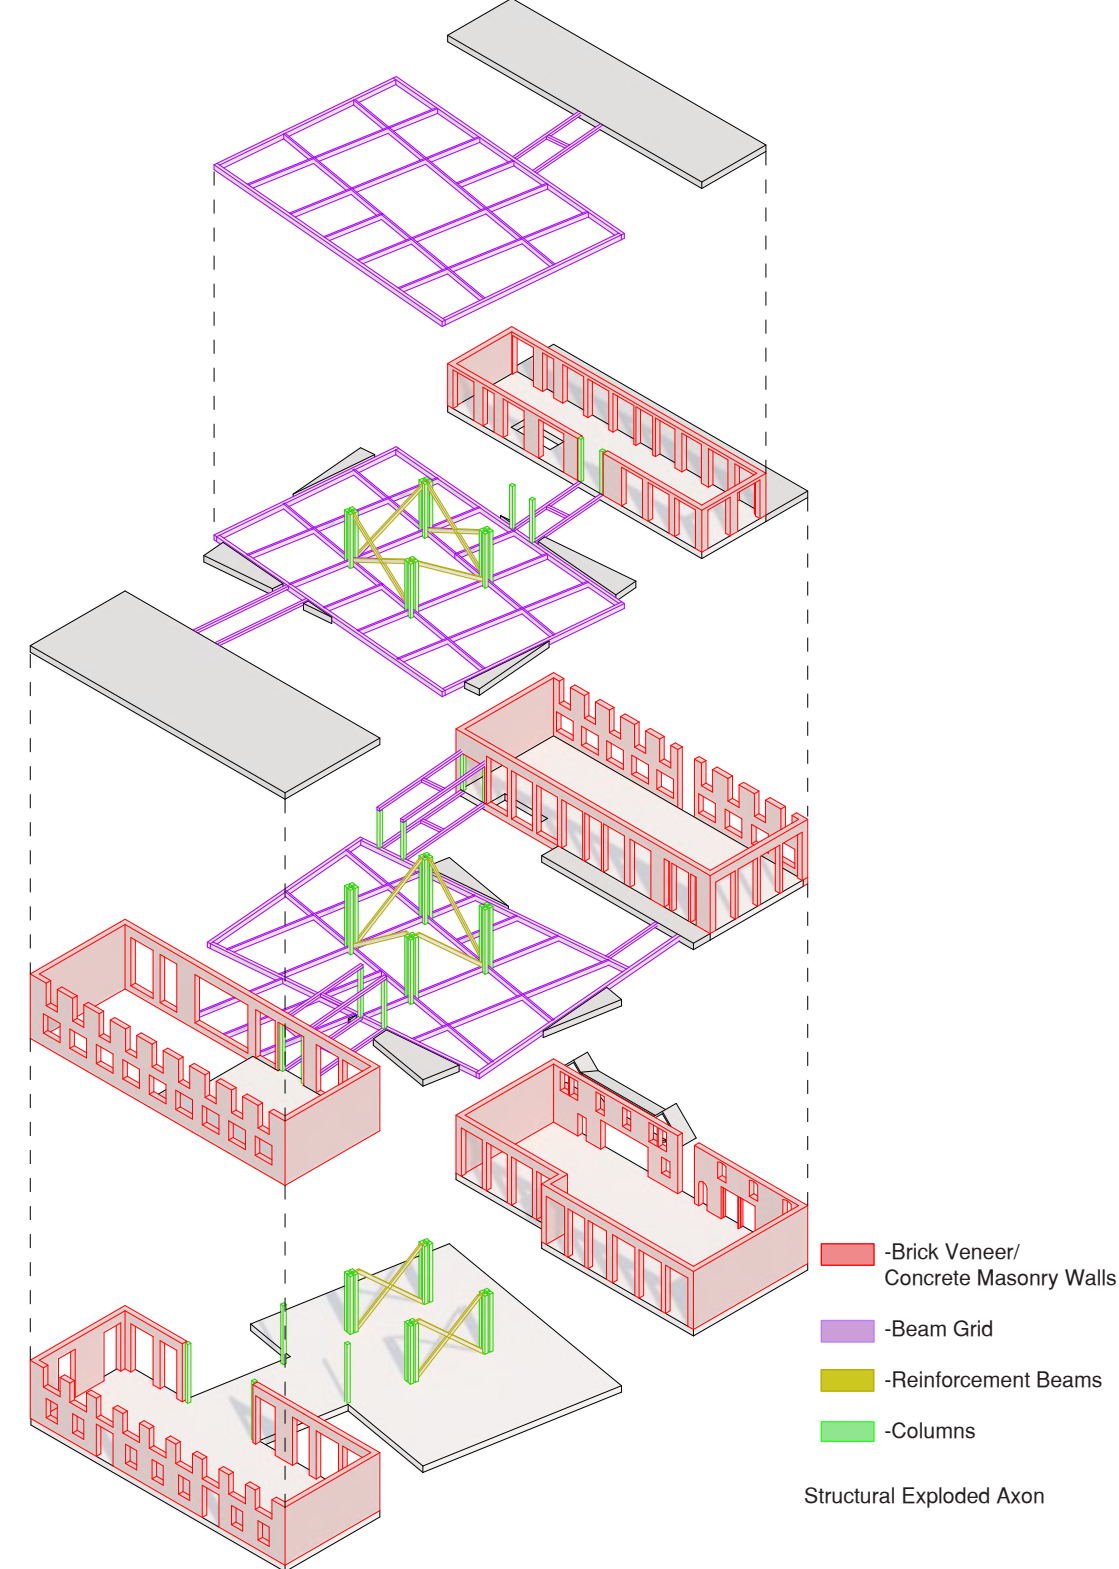 -Brick Veneer/
Concrete Masonry Walls
-Beam Grid
-Reinforcement Beams
-Columns
Structural Exploded Axon